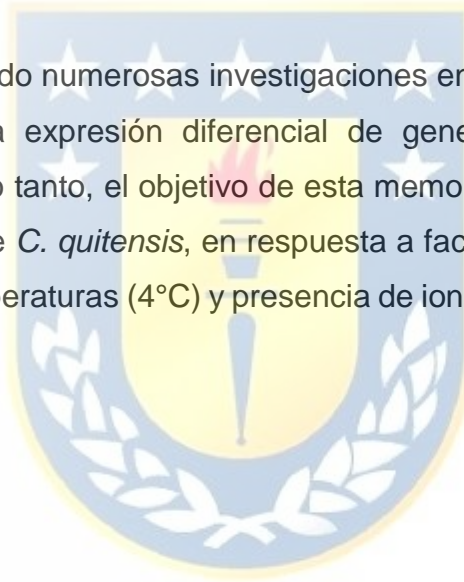 do numerosas investigaciones en
expresión diferencial de gene
tanto, el objetivo de esta memo
C. quitensis, en respuesta a fac
peraturas (4°C) y presencia de ion